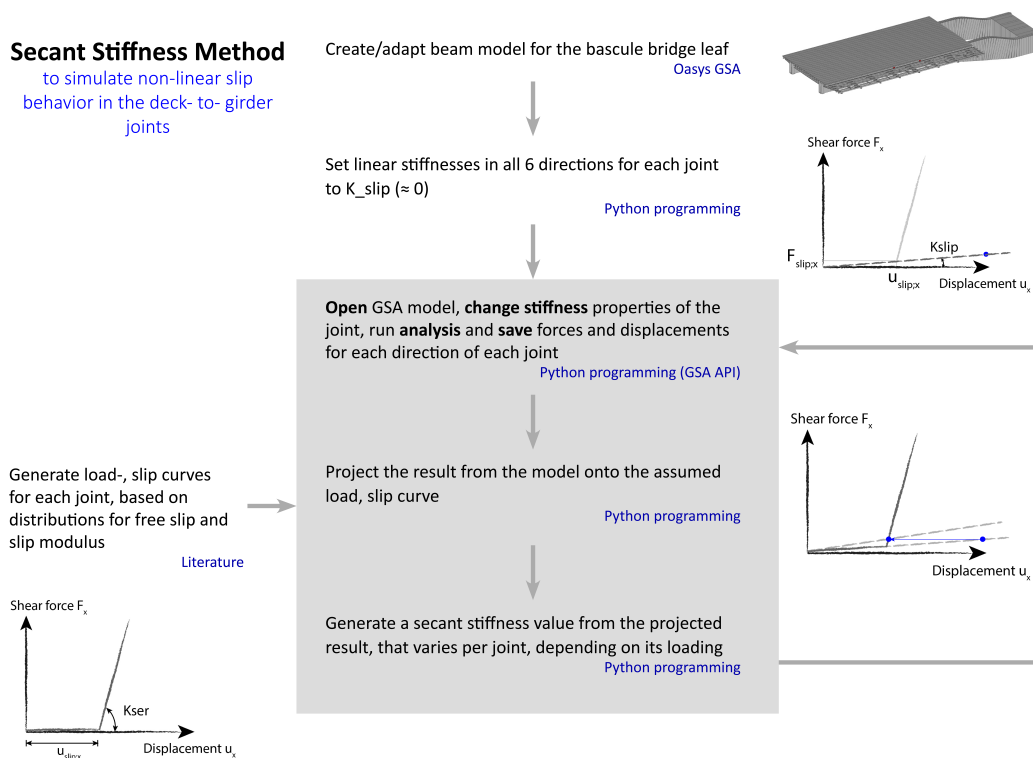 Secant Stiffness Method
to simulate non-linear slip
behavior in the deck- to- girder
joints
Create/adapt beam model for the bascule bridge leaf
Oasys GSA
Set linear stiffnesses in all 6 directions for each joint
to K_slip (≈ 0)
Python programming
Shear force Fx
Fslip;x
Kslip
uslip;x
Displacement ux
Open GSA model, change stiffness properties of the
joint, run analysis and save forces and displacements
for each direction of each joint
Python programming (GSA API)
Generate load-, slip curves
for each joint, based on
distributions for free slip and
slip modulus
Literature
Project the result from the model onto the assumed
load, slip curve
Python programming
Shear force Fx
Displacement ux
Generate a secant stiffness value from the projected
result, that varies per joint, depending on its loading
Python programming
Shear force Fx
Kser
uslip;x
Displacement ux